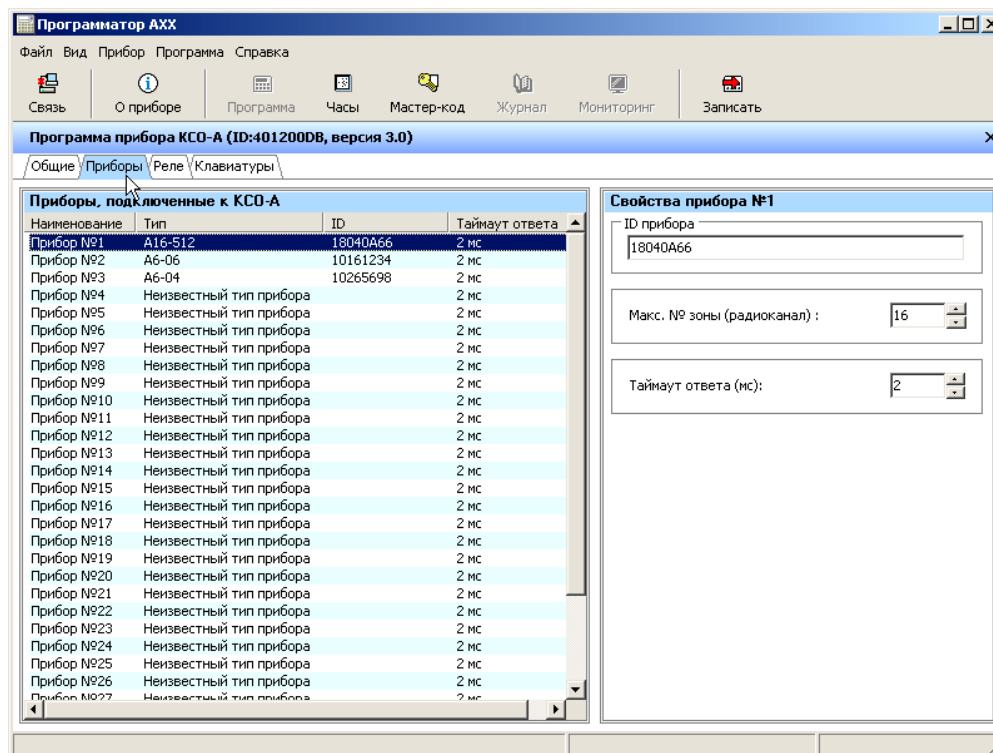 Программатор AXX
Файл Вид Прибор Программа Справка
Связь О приборе Программа Часы Мастер-код Журнал Мониторинг Записать
Программа прибора КСО-А (ID:401200DB, версия 3.0)
Общие Приборы Реле Клавиатуры
Приборы, подключенные к КСО-А
Наименование Тип ID Таймаут ответа
Прибор №1 А16-512 18040A66 2 мс
Прибор №2 А6-06 10161234 2 мс
Прибор №3 А6-04 10265698 2 мс
Прибор №4 Неизвестный тип прибора 2 мс
Прибор №5 Неизвестный тип прибора 2 мс
Прибор №6 Неизвестный тип прибора 2 мс
Прибор №7 Неизвестный тип прибора 2 мс
Прибор №8 Неизвестный тип прибора 2 мс
Прибор №9 Неизвестный тип прибора 2 мс
Прибор №10 Неизвестный тип прибора 2 мс
Прибор №11 Неизвестный тип прибора 2 мс
Прибор №12 Неизвестный тип прибора 2 мс
Прибор №13 Неизвестный тип прибора 2 мс
Прибор №14 Неизвестный тип прибора 2 мс
Прибор №15 Неизвестный тип прибора 2 мс
Прибор №16 Неизвестный тип прибора 2 мс
Прибор №17 Неизвестный тип прибора 2 мс
Прибор №18 Неизвестный тип прибора 2 мс
Прибор №19 Неизвестный тип прибора 2 мс
Прибор №20 Неизвестный тип прибора 2 мс
Прибор №21 Неизвестный тип прибора 2 мс
Прибор №22 Неизвестный тип прибора 2 мс
Прибор №23 Неизвестный тип прибора 2 мс
Прибор №24 Неизвестный тип прибора 2 мс
Прибор №25 Неизвестный тип прибора 2 мс
Прибор №26 Неизвестный тип прибора 2 мс
Прибор №27 Неизвестный тип прибора 2 мс
Свойства прибора №1
ID прибора
18040A66
Макс. № зоны (радиоканал) : 16
Таймаут ответа (мс): 2